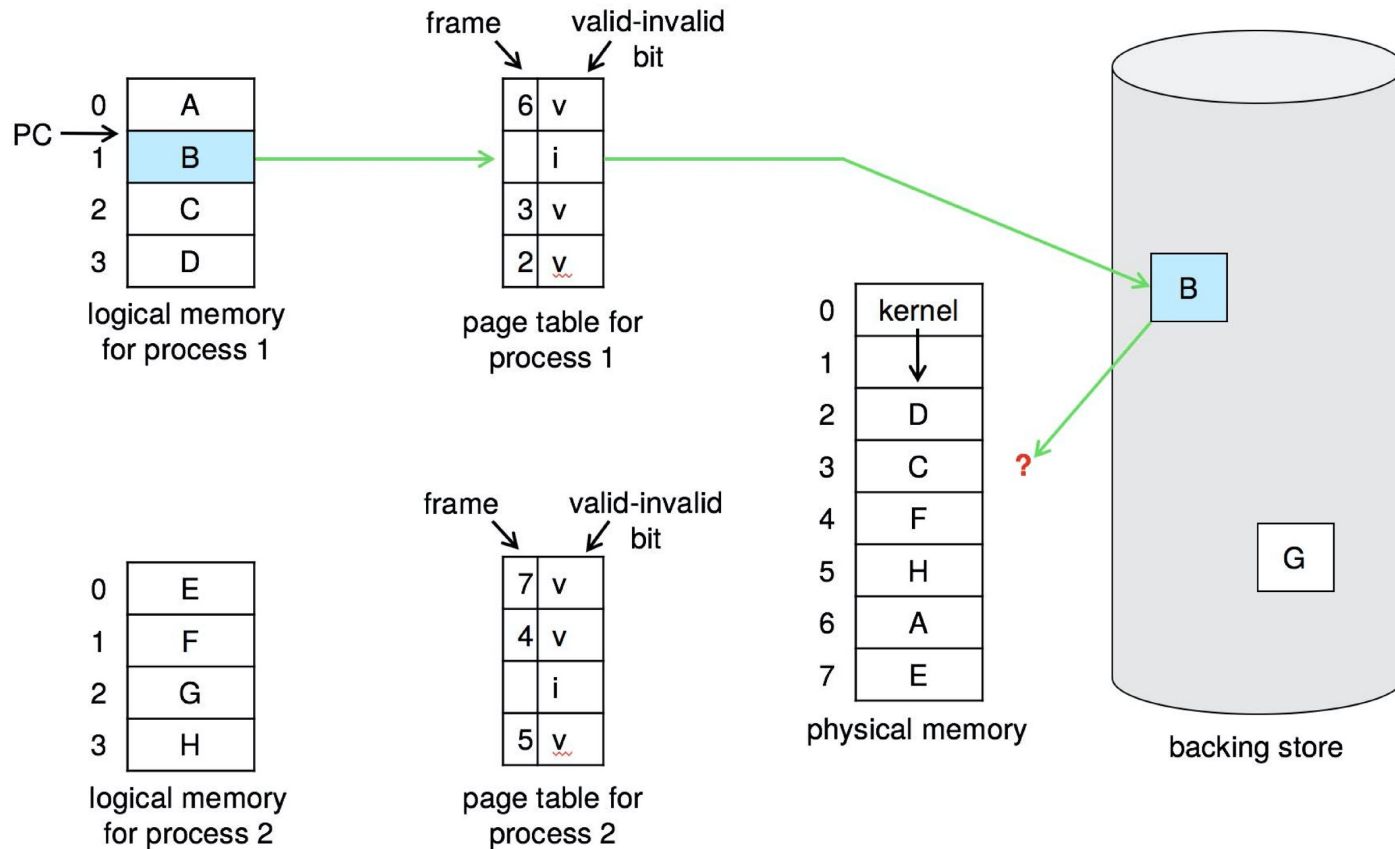 frame
valid-invalid
bit
0 A
PC
1 B
2 C
3 D
logical memory
for process 1
6 v
i
3 v
2 v
page table for
process 1
0 kernel
1
2 D
3 C
4 F
5 H
6 A
7 E
physical memory
?
B
G
backing store
0 E
1 F
2 G
3 H
logical memory
for process 2
frame
valid-invalid
bit
7 v
4 v
i
5 v
page table for
process 2